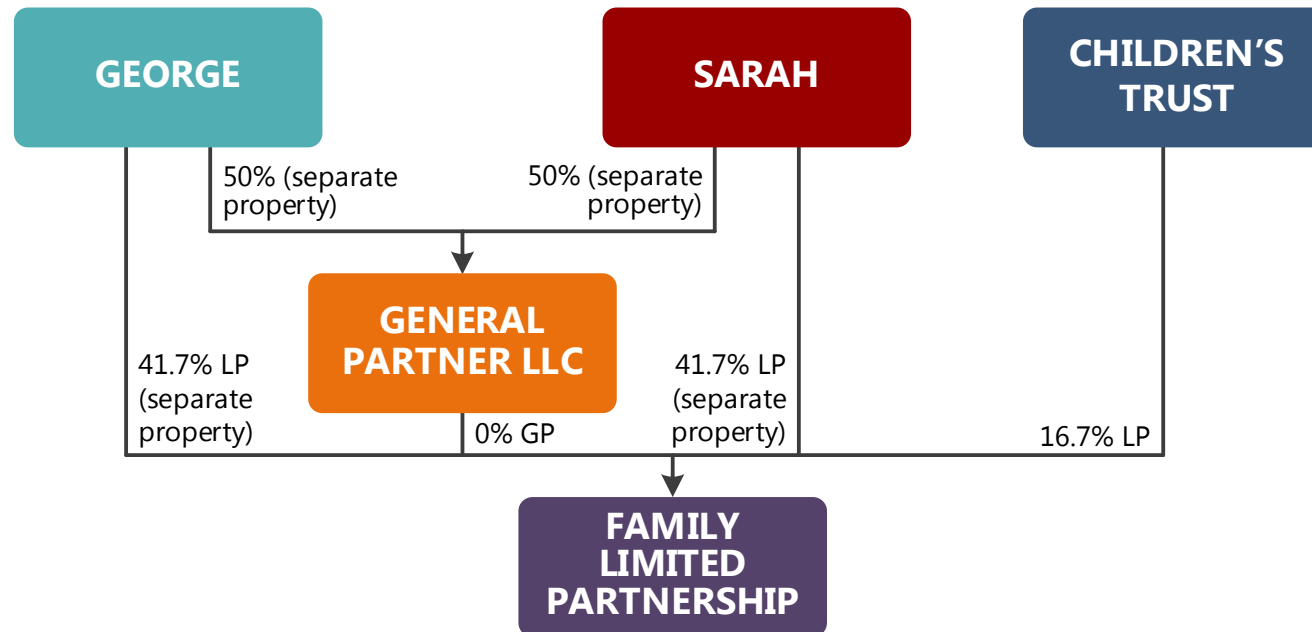 GEORGE
SARAH
CHILDREN’S
TRUST
50% (separate
property)
50% (separate
property)
GENERAL
PARTNER LLC
41.7% LP
(separate
property)
0% GP
41.7% LP
(separate
property)
16.7% LP
FAMILY
LIMITED
PARTNERSHIP